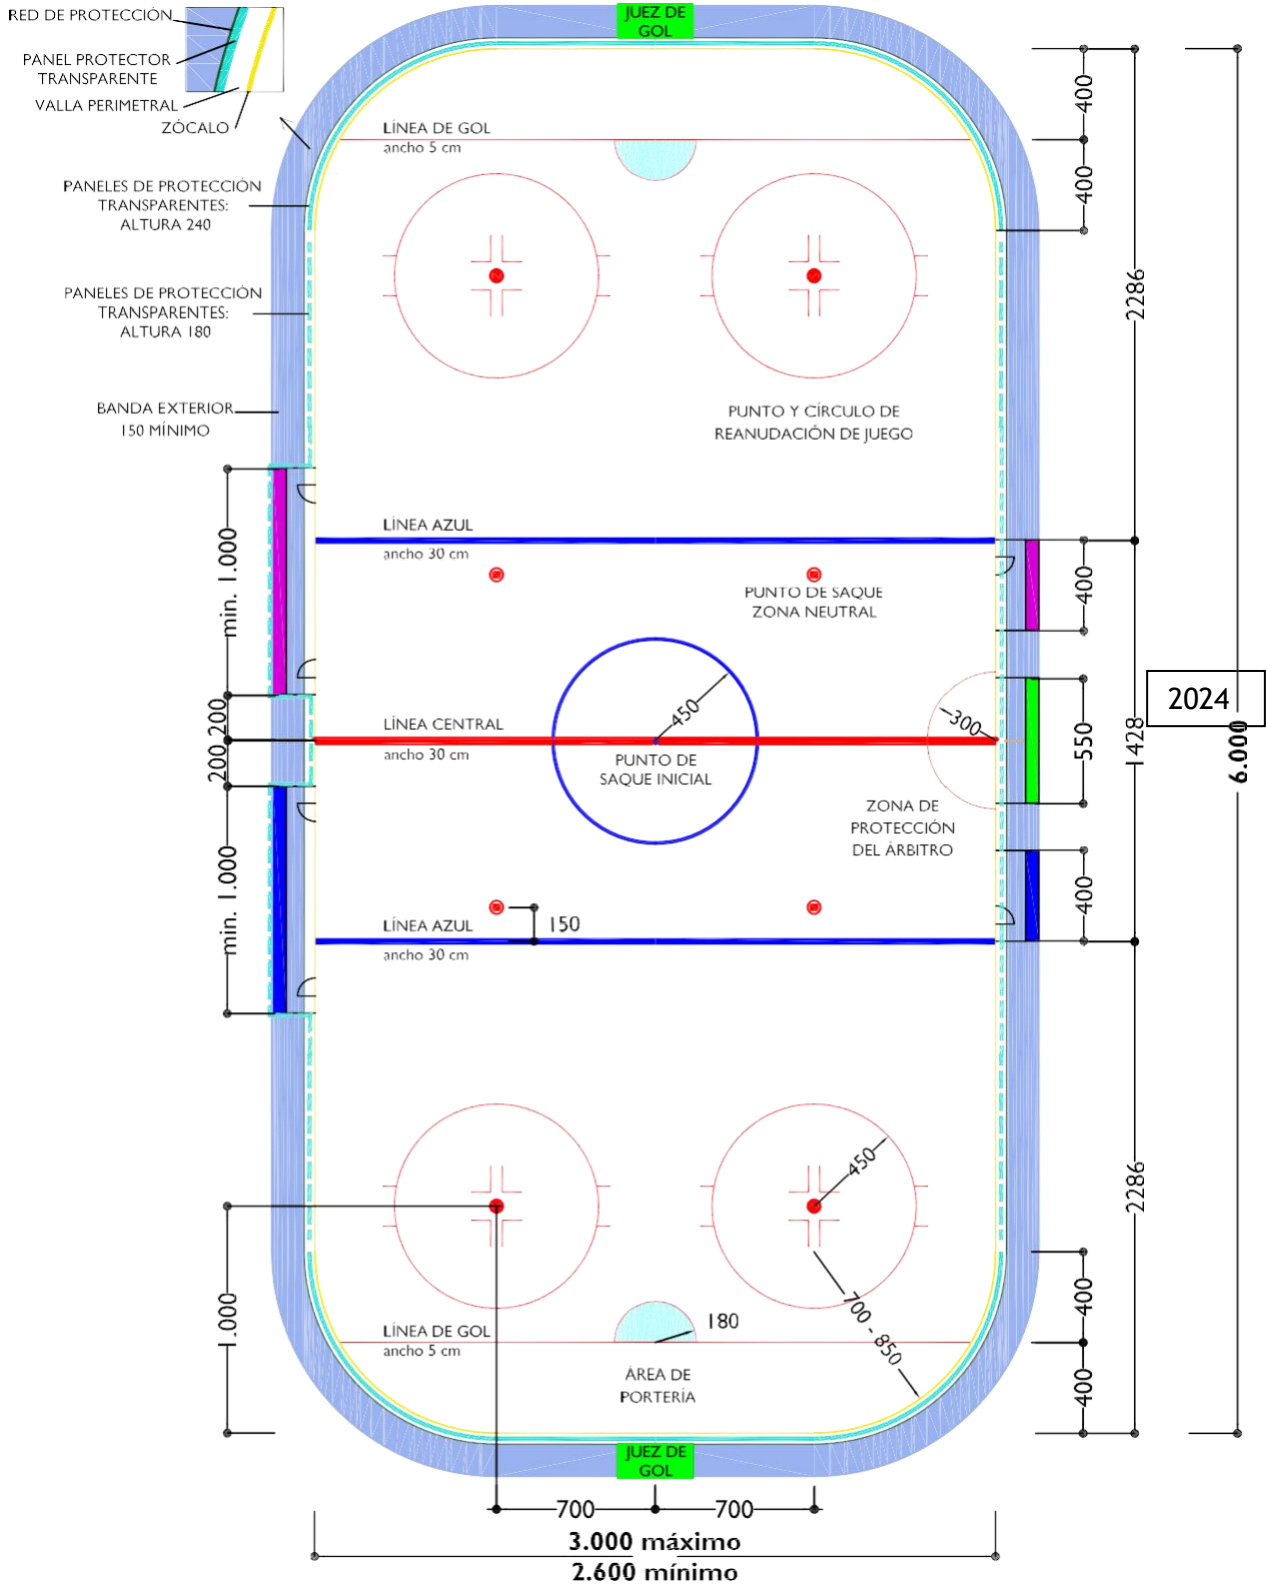 RED DE PROTECCIÓN
PANEL PROTECTOR
TRANSPARENTE
VALLA PERIMETRAL
ZÓCALO
JUEZ DE
GOL
LÍNEA DE GOL
ancho 5 cm
400
400
PANELES DE PROTECCIÓN
TRANSPARENTES:
ALTURA 240
PANELES DE PROTECCIÓN
TRANSPARENTES:
ALTURA 180
2286
BANDA EXTERIOR
150 MÍNIMO
PUNTO Y CÍRCULO DE
REANUDACIÓN DE JUEGO
min. 1.000
LÍNEA AZUL
ancho 30 cm
PUNTO DE SAQUE
ZONA NEUTRAL
400
200
200
LÍNEA CENTRAL
ancho 30 cm
450
PUNTO DE
SAQUE INICIAL
300
550
1428
2024
6.000
ZONA DE
PROTECCIÓN
DEL ÁRBITRO
min. 1.000
400
LÍNEA AZUL
ancho 30 cm
150
450
2286
1.000
LÍNEA DE GOL
ancho 5 cm
180
700 - 850
400
400
ÁREA DE
PORTERÍA
JUEZ DE
GOL
700
700
3.000 máximo
2.600 mínimo